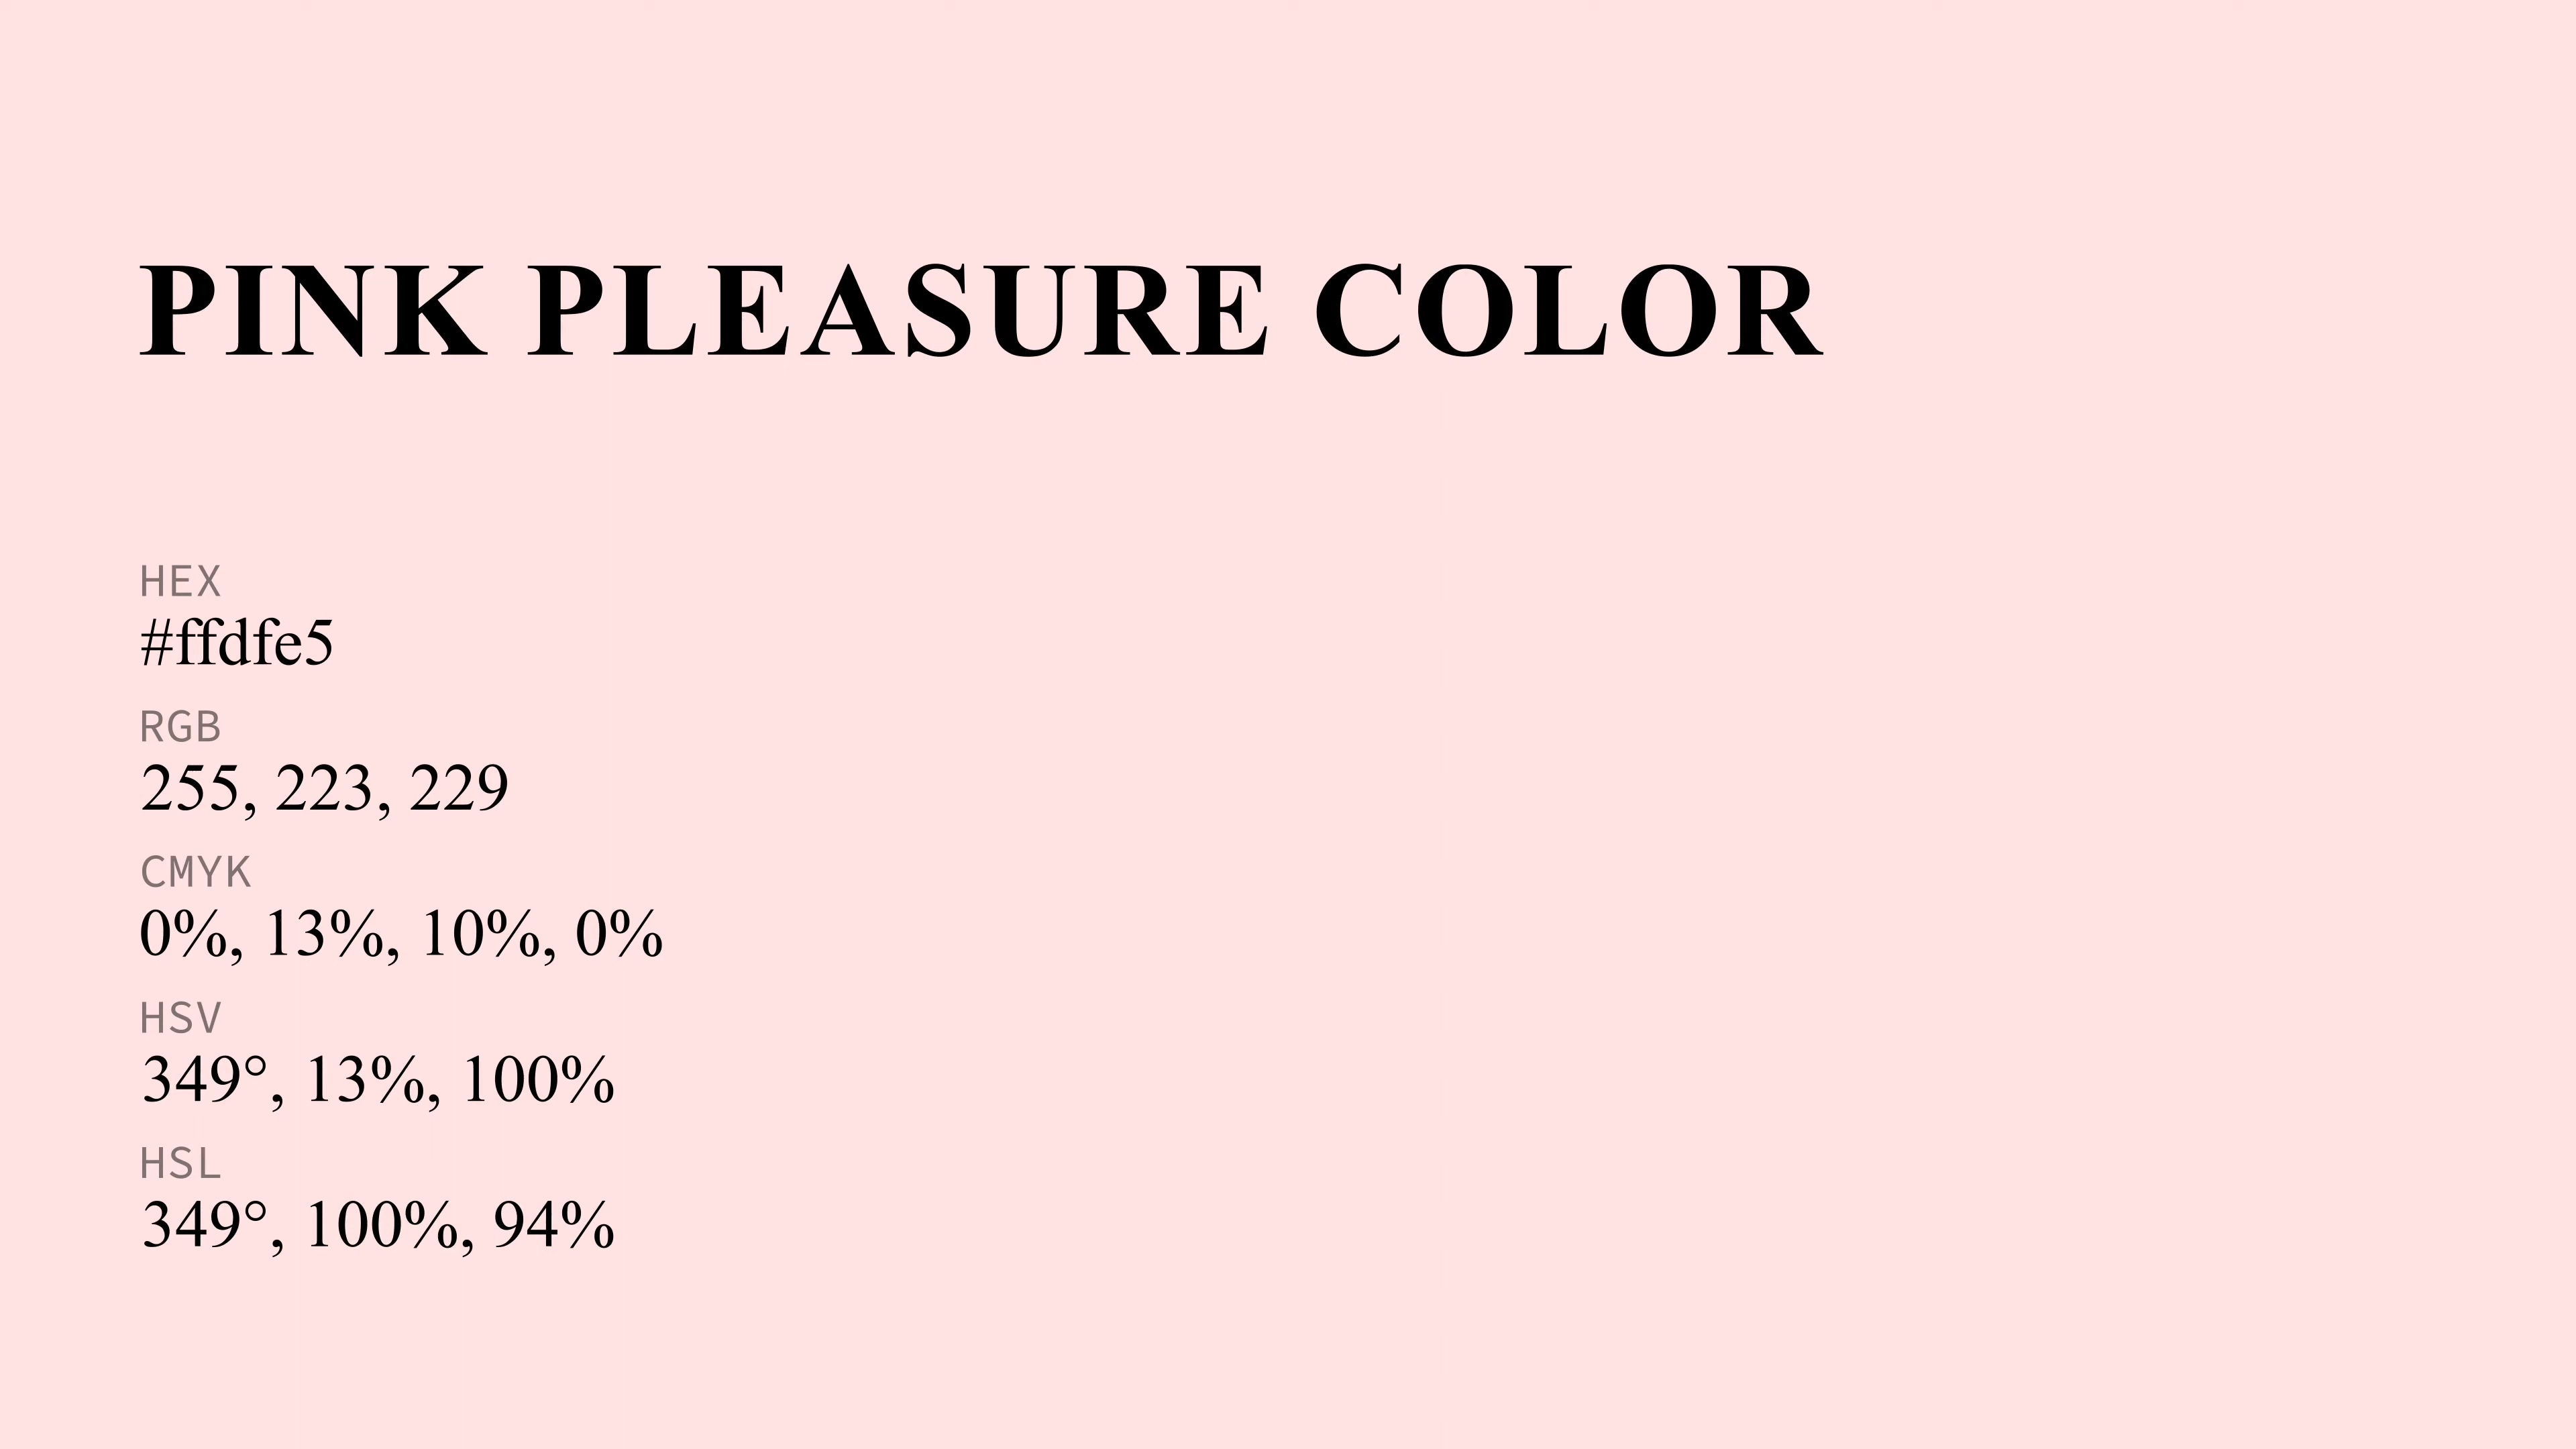 PINK PLEASURE COLOR
HEX
#ffdfe5
RGB
255, 223, 229
CMYK
0%, 13%, 10%, 0%
HSV
349°, 13%, 100%
HSL
349°, 100%, 94%